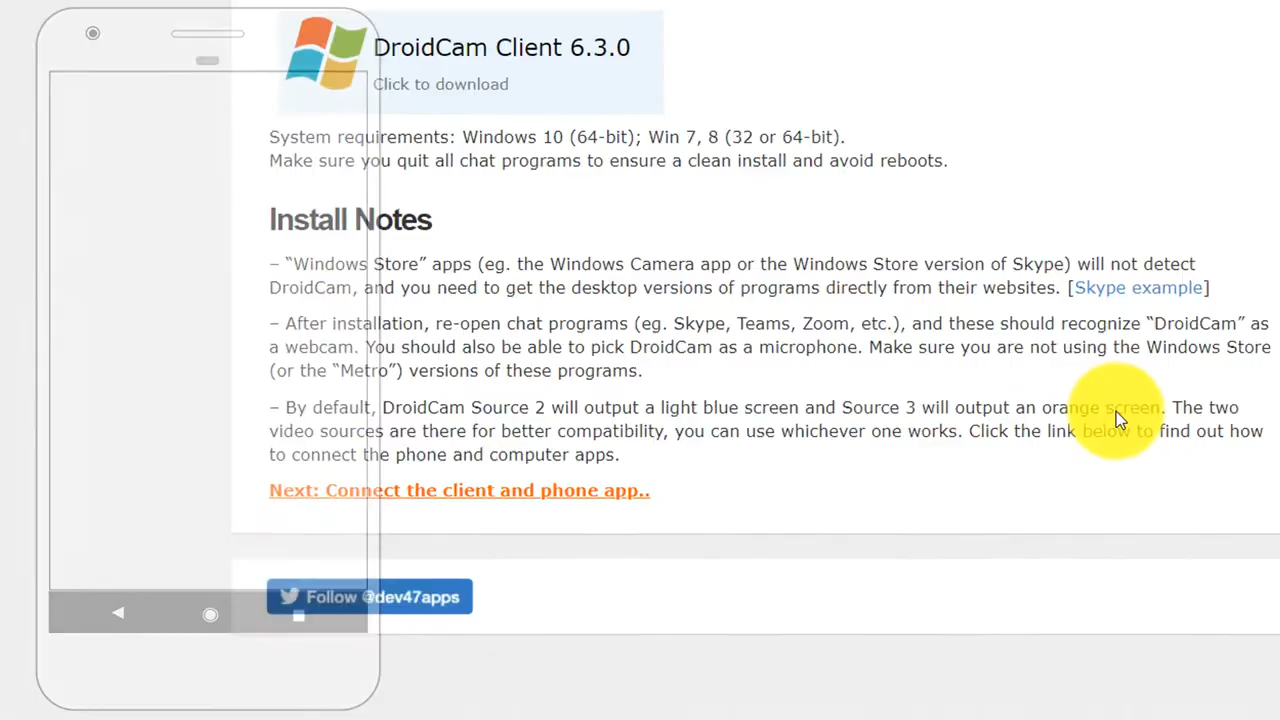 DroidCam Client 6.3.0
Click to download
System requirements: Windows 10 (64-bit); Win 7, 8 (32 or 64-bit).
Make sure you quit all chat programs to ensure a clean install and avoid reboots.
Install Notes
– “Windows Store” apps (eg. the Windows Camera app or the Windows Store version of Skype) will not detect
DroidCam, and you need to get the desktop versions of programs directly from their websites. [Skype example]
– After installation, re-open chat programs (eg. Skype, Teams, Zoom, etc.), and these should recognize “DroidCam” as
a webcam. You should also be able to pick DroidCam as a microphone. Make sure you are not using the Windows Store
(or the “Metro”) versions of these programs.
– By default, DroidCam Source 2 will output a light blue screen and Source 3 will output an orange screen. The two
video sources are there for better compatibility, you can use whichever one works. Click the link below to find out how
to connect the phone and computer apps.
Next: Connect the client and phone app..
Follow @dev47apps